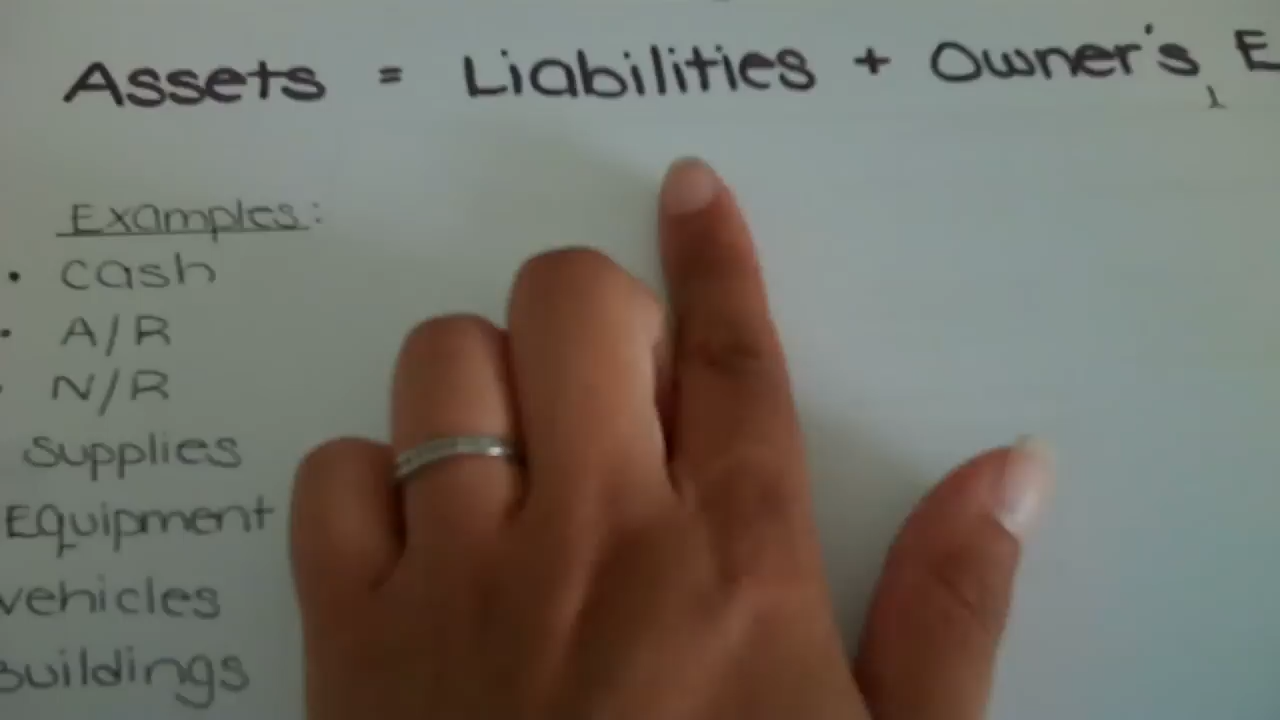 Assets = Liabilities + Owner's E
Examples:
• cash
• A/R
• N/R
Supplies
Equipment
vehicles
Buildings